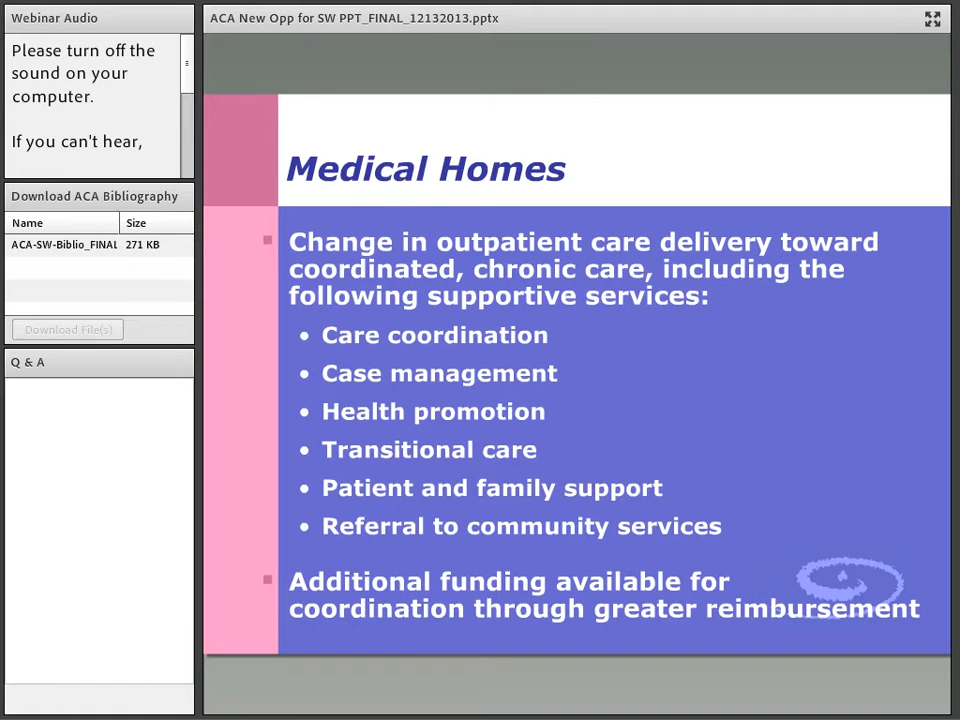 Webinar Audio
Please turn off the
sound on your
computer.
If you can't hear,
Download ACA Bibliography
Name Size
ACA-SW-Biblio_FINAL 271 KB
Download File(s)
Q & A
ACA New Opp for SW PPT_FINAL_12132013.pptx
Medical Homes
Change in outpatient care delivery toward
coordinated, chronic care, including the
following supportive services:
• Care coordination
• Case management
• Health promotion
• Transitional care
• Patient and family support
• Referral to community services
Additional funding available for
coordination through greater reimbursement